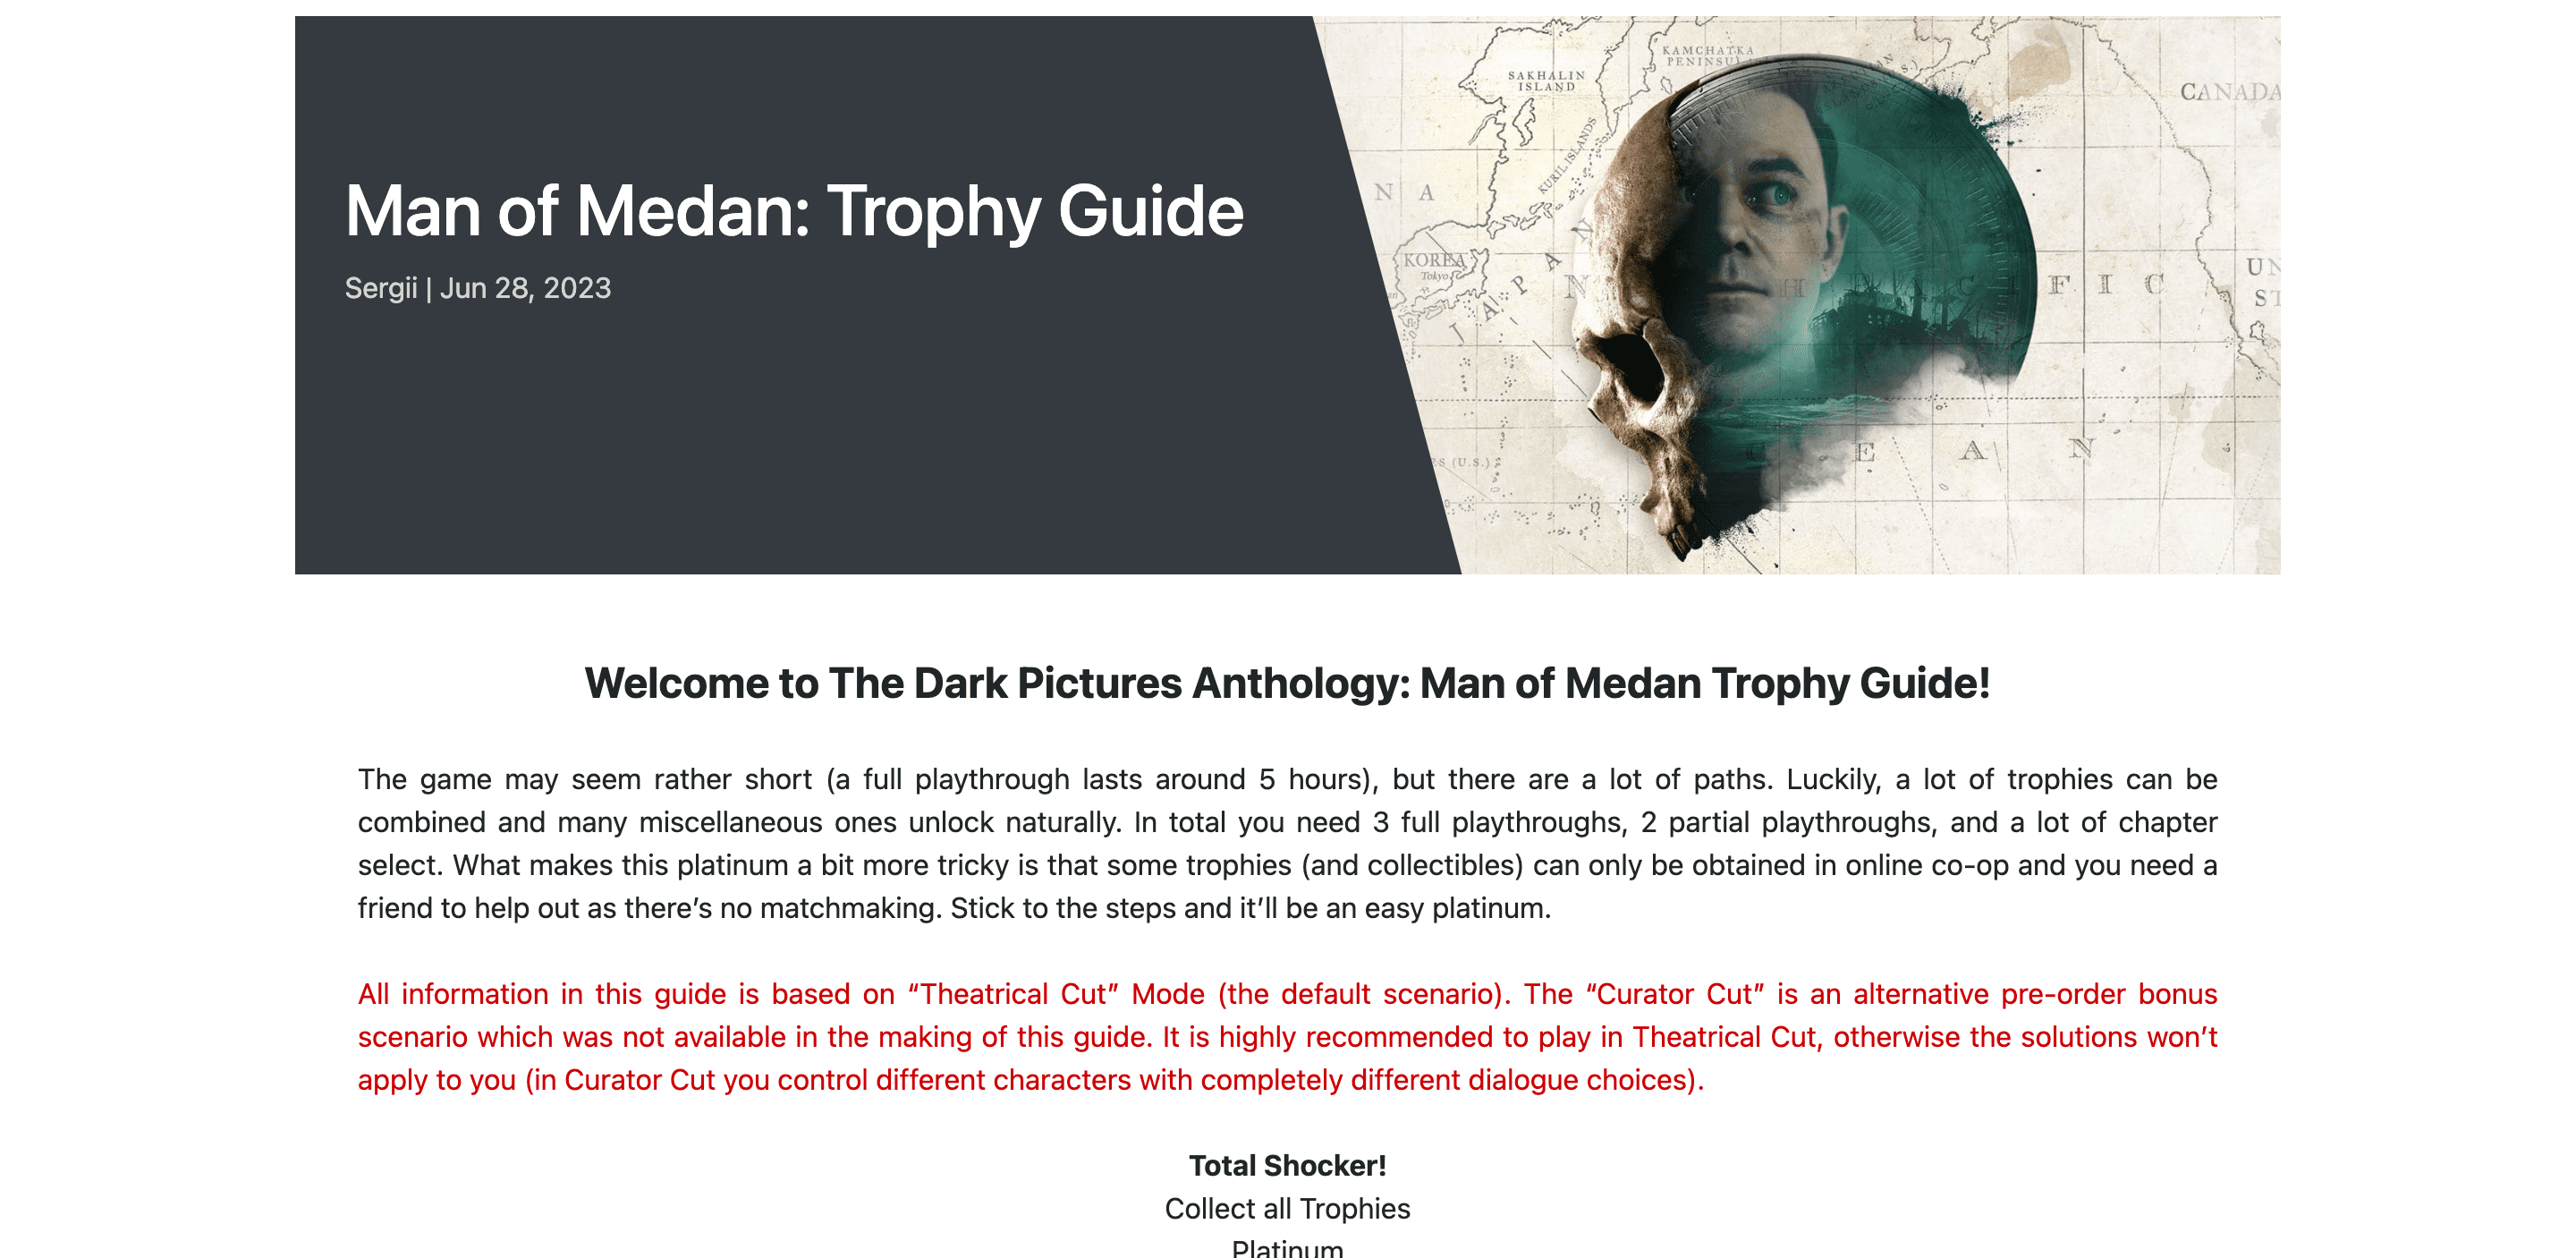 Man of Medan: Trophy Guide
Sergii | Jun 28, 2023
KAMCHATKA
SAKHALIN
ISLAND
CANADA
KURIL ISLANDS
N A
KOREA
Tokyo
JAPAN
UN
ST
F I C
(U.S.)
E A N
Welcome to The Dark Pictures Anthology: Man of Medan Trophy Guide!
The game may seem rather short (a full playthrough lasts around 5 hours), but there are a lot of paths. Luckily, a lot of trophies can be
combined and many miscellaneous ones unlock naturally. In total you need 3 full playthroughs, 2 partial playthroughs, and a lot of chapter
select. What makes this platinum a bit more tricky is that some trophies (and collectibles) can only be obtained in online co-op and you need a
friend to help out as there’s no matchmaking. Stick to the steps and it’ll be an easy platinum.
All information in this guide is based on “Theatrical Cut” Mode (the default scenario). The “Curator Cut” is an alternative pre-order bonus
scenario which was not available in the making of this guide. It is highly recommended to play in Theatrical Cut, otherwise the solutions won’t
apply to you (in Curator Cut you control different characters with completely different dialogue choices).
Total Shocker!
Collect all Trophies
Platinum